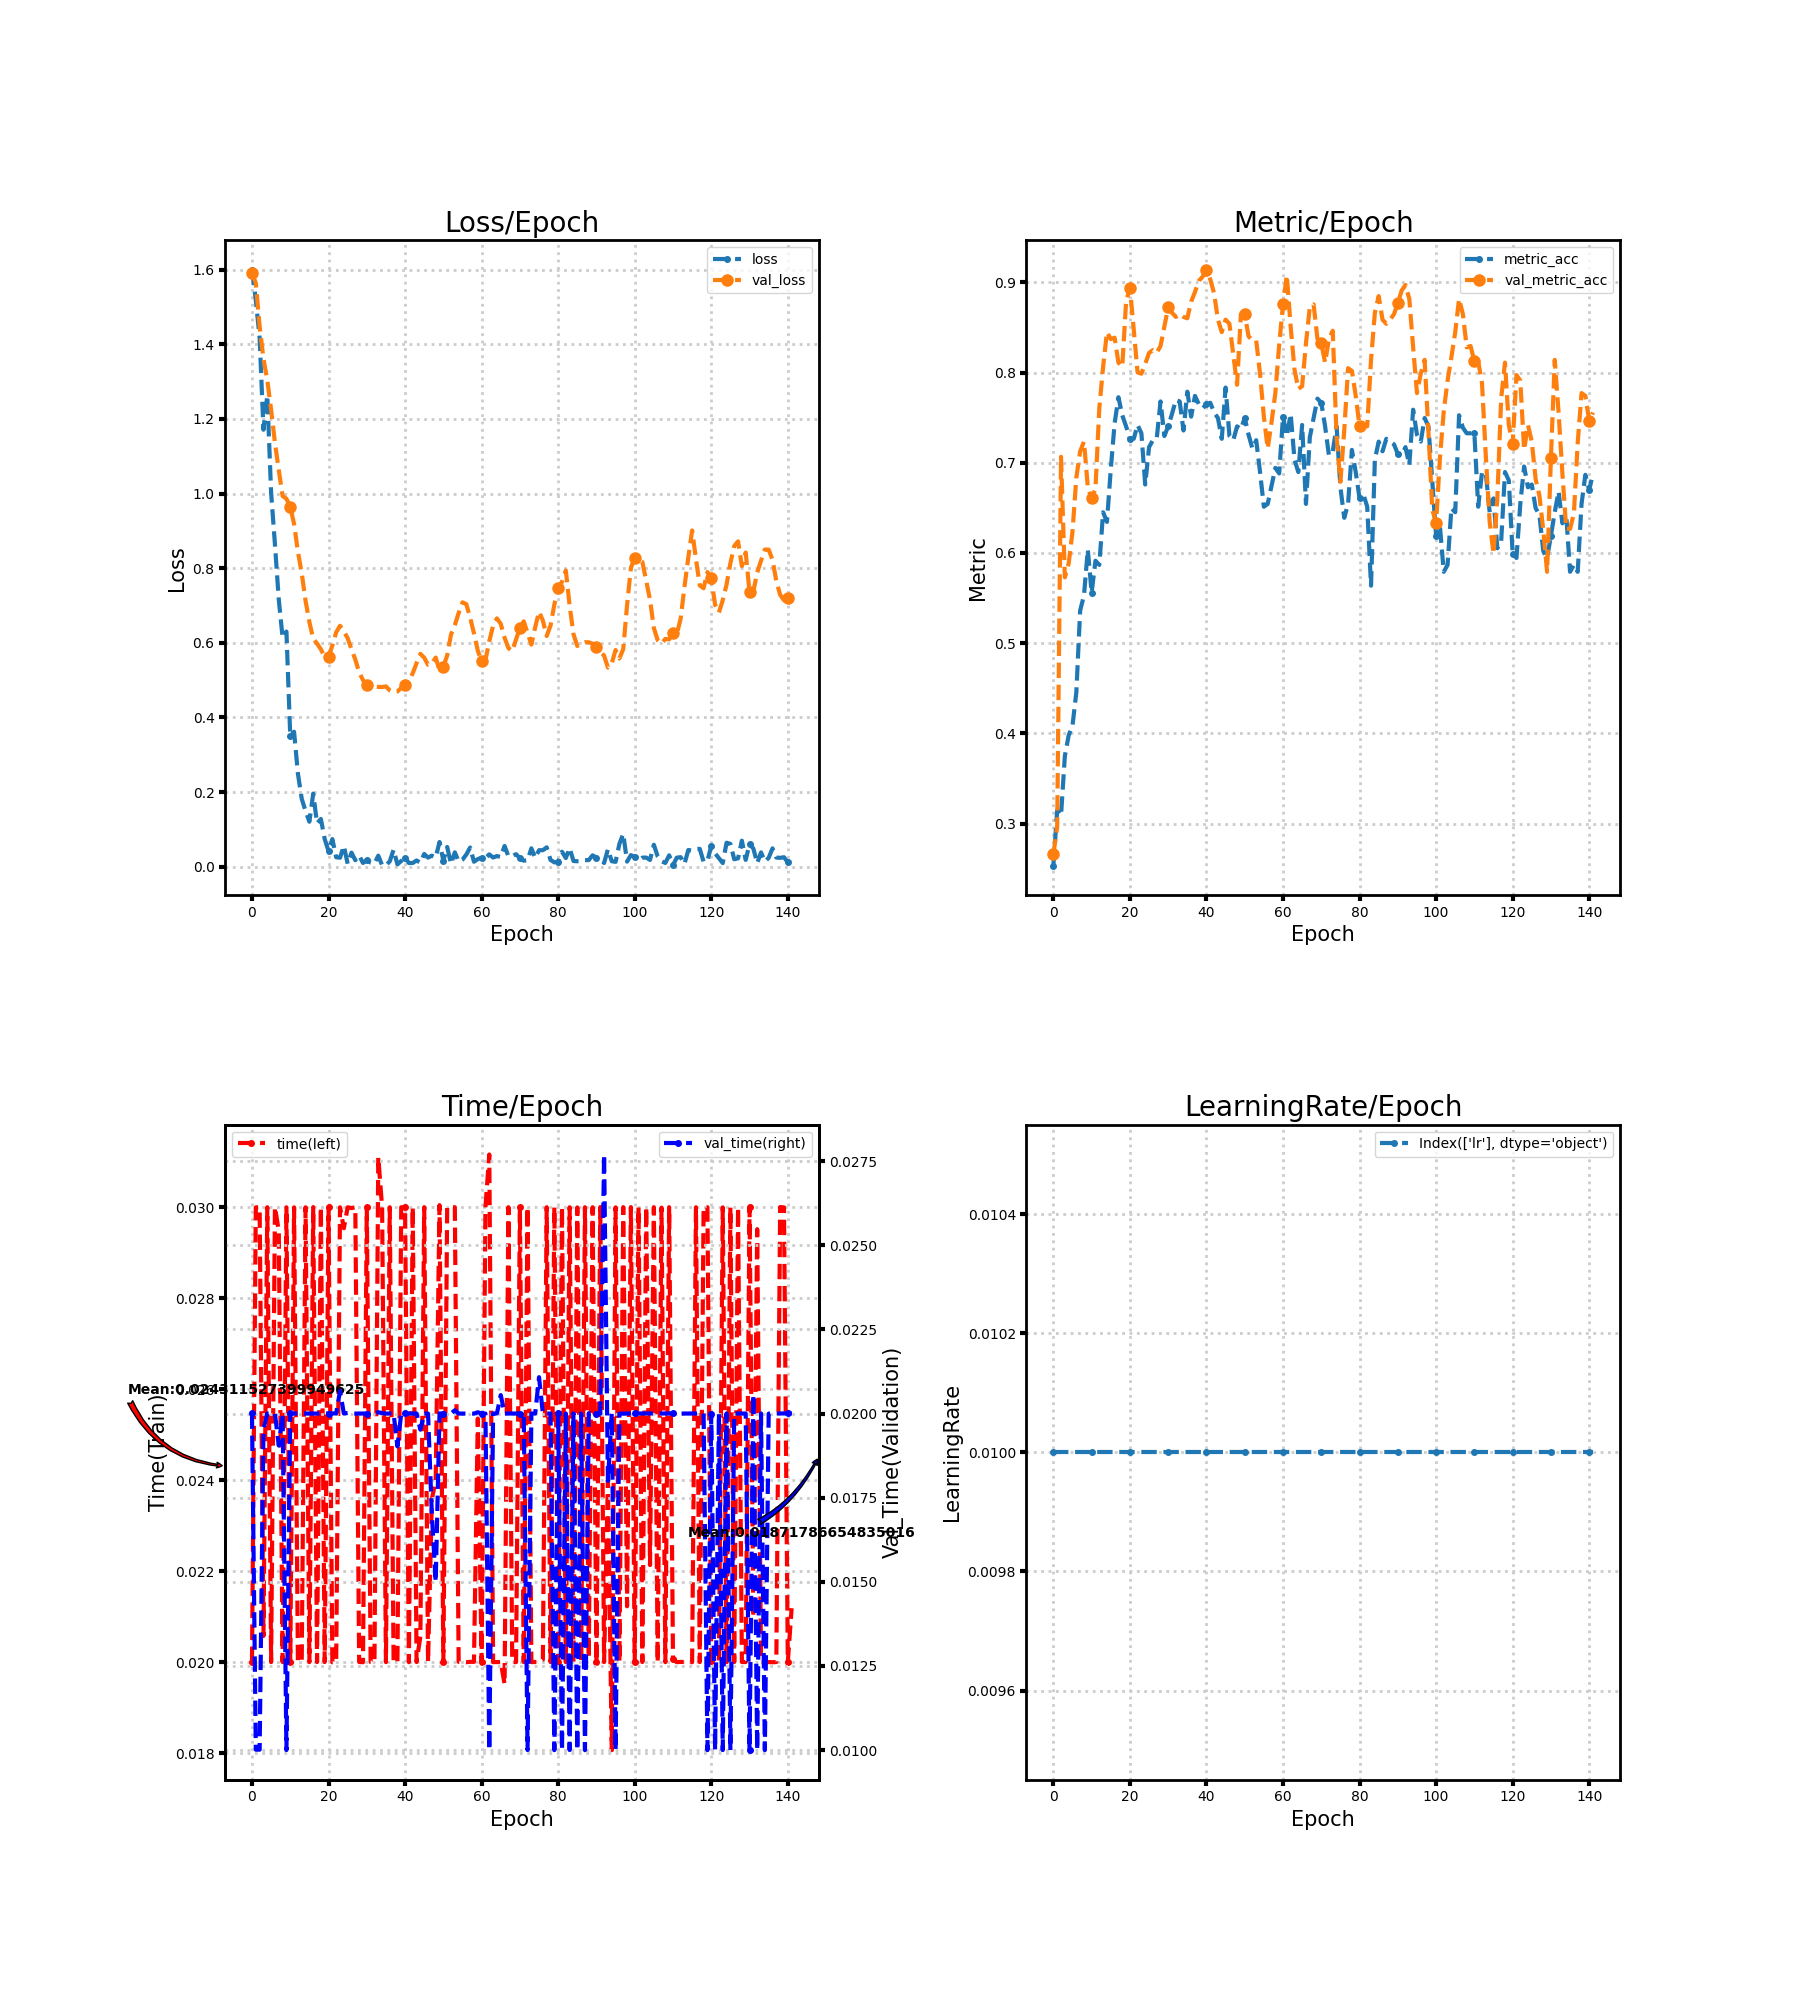 Loss/Epoch
loss
val_loss
1.6
1.4
1.2
1.0
0.8
0.6
0.4
0.2
0.0
Loss
0 20 40 60 80 100 120 140
Epoch
Metric/Epoch
metric_acc
val_metric_acc
0.9
0.8
0.7
0.6
0.5
0.4
0.3
Metric
0 20 40 60 80 100 120 140
Epoch
Time/Epoch
time(left)
val_time(right)
0.030
0.028
0.026
0.024
0.022
0.020
0.018
Time(Train)
Mean:0.024311527399949625
0.0275
0.0250
0.0225
0.0200
0.0175
0.0150
0.0125
0.0100
Val_Time(Validation)
Mean:0.01871786654835016
0 20 40 60 80 100 120 140
Epoch
LearningRate/Epoch
Index(['lr'], dtype='object')
0.0104
0.0102
0.0100
0.0098
0.0096
LearningRate
0 20 40 60 80 100 120 140
Epoch